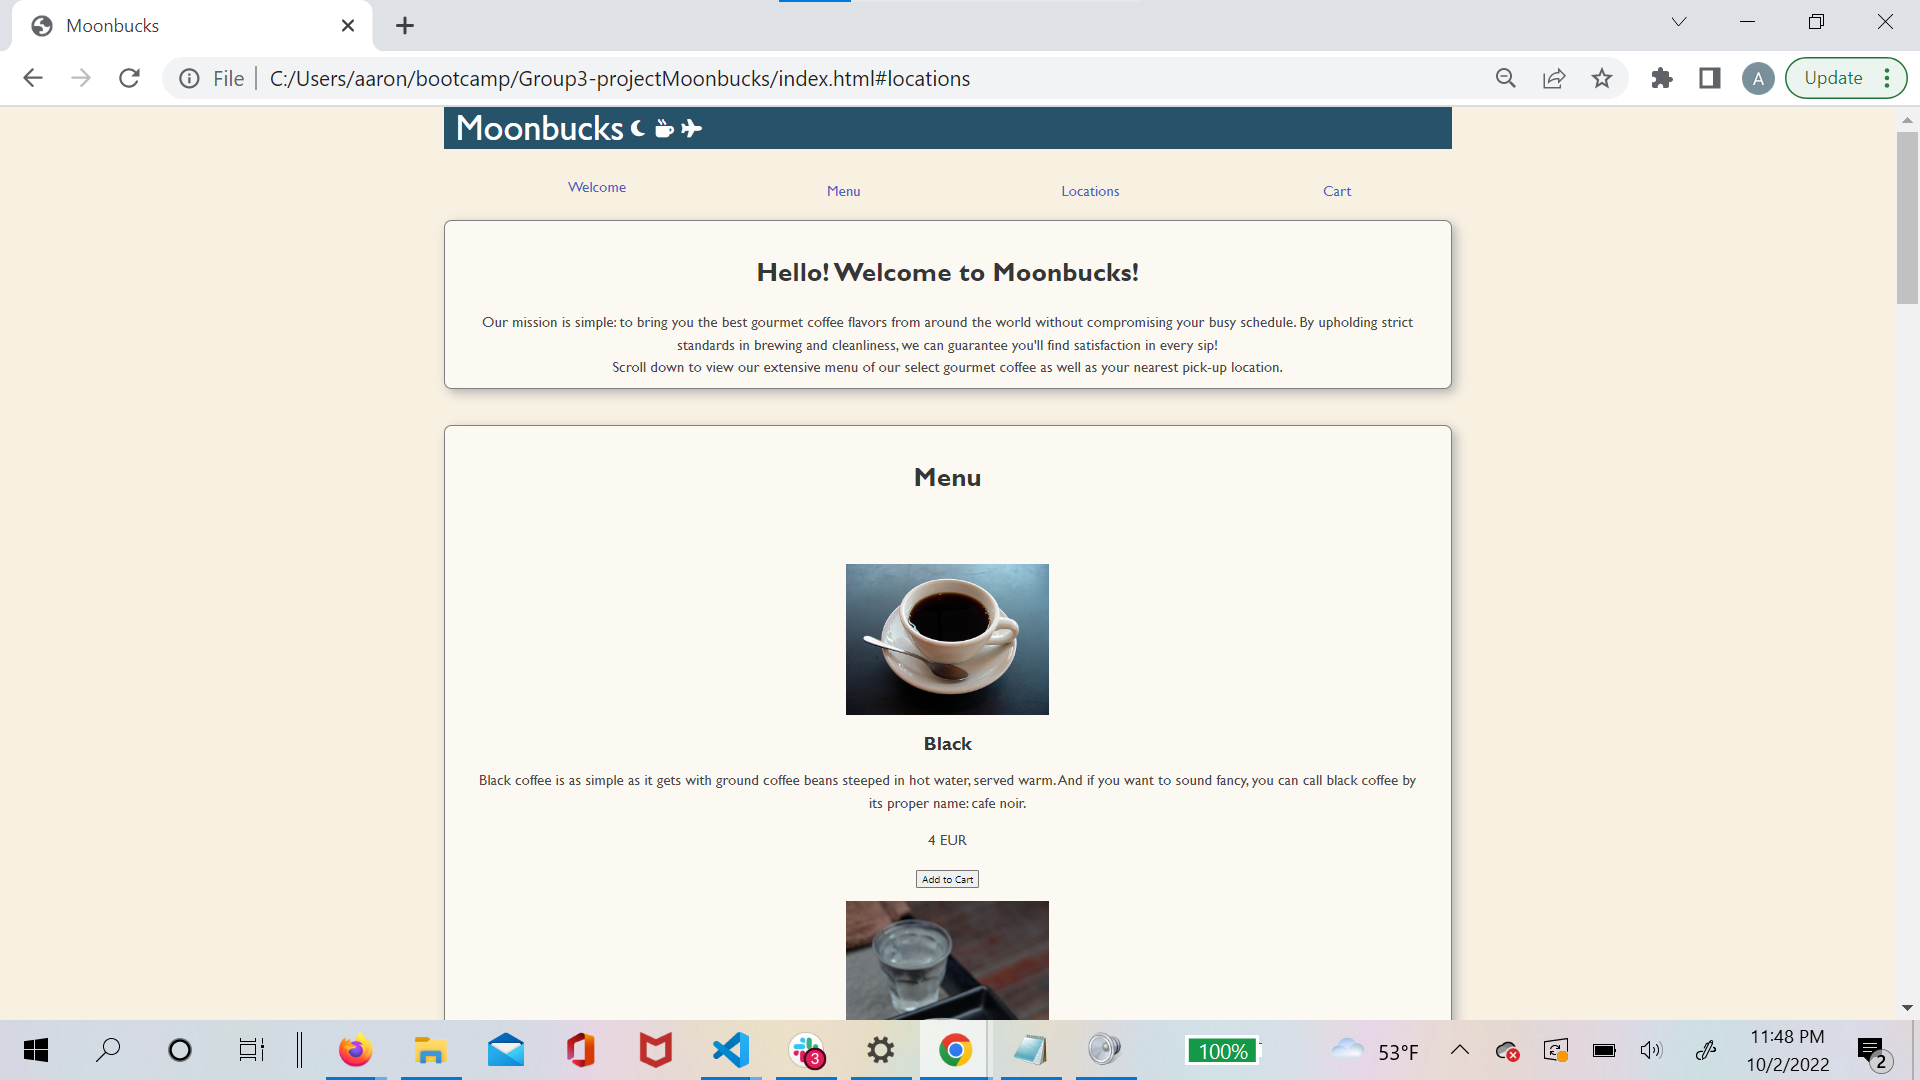 Moonbucks
File
C:/Users/aaron/bootcamp/Group3-projectMoonbucks/index.html#locations
A
Update
Moonbucks
Welcome
Menu
Locations
Cart
Hello! Welcome to Moonbucks!
Our mission is simple: to bring you the best gourmet coffee flavors from around the world without compromising your busy schedule. By upholding strict
standards in brewing and cleanliness, we can guarantee you'll find satisfaction in every sip!
Scroll down to view our extensive menu of our select gourmet coffee as well as your nearest pick-up location.
Menu
Black
Black coffee is as simple as it gets with ground coffee beans steeped in hot water, served warm. And if you want to sound fancy, you can call black coffee by
its proper name: cafe noir.
4 EUR
Add to Cart
3
100%
53°F
11:48 PM
10/2/2022
2